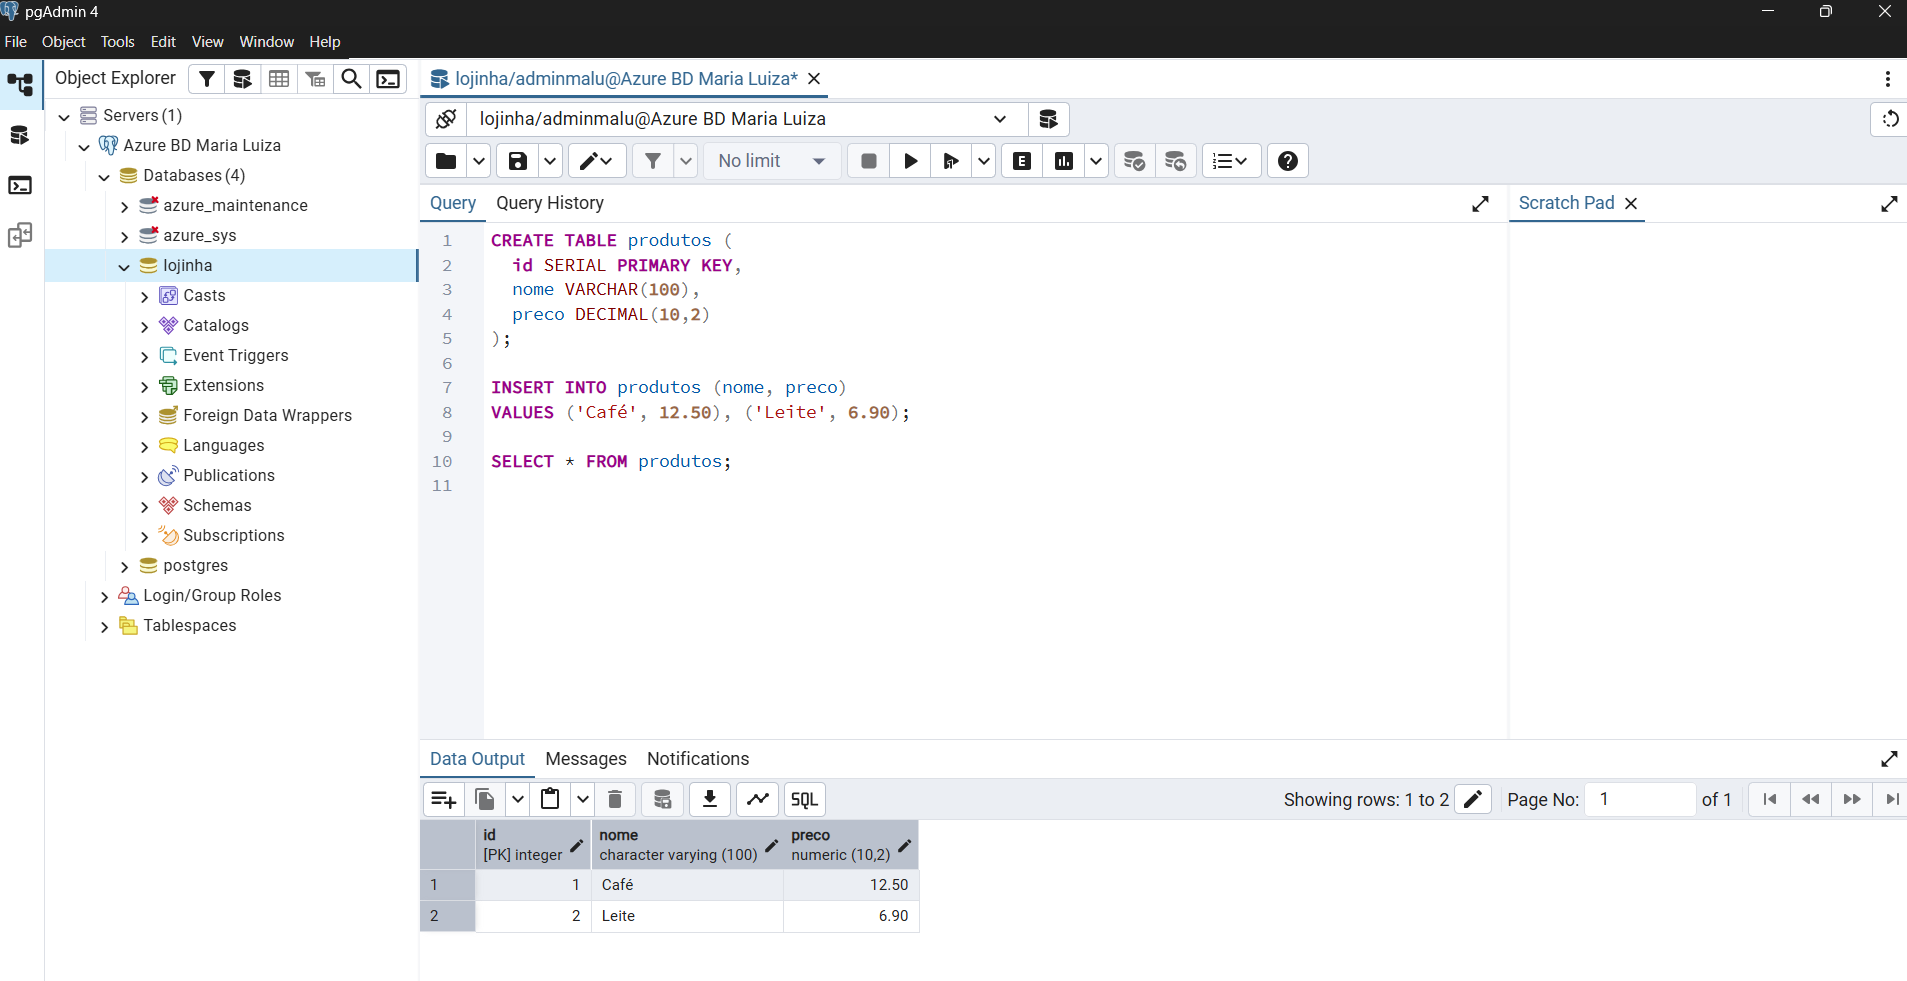 pgAdmin 4
File Object Tools Edit View Window Help
Object Explorer
Servers (1)
Azure BD Maria Luiza
Databases (4)
azure_maintenance
azure_sys
lojinha
Casts
Catalogs
Event Triggers
Extensions
Foreign Data Wrappers
Languages
Publications
Schemas
Subscriptions
postgres
Login/Group Roles
Tablespaces
lojinha/adminmalu@Azure BD Maria Luiza*
lojinha/adminmalu@Azure BD Maria Luiza
No limit
E
Query Query History
Scratch Pad
1 CREATE TABLE produtos (
2 id SERIAL PRIMARY KEY,
3 nome VARCHAR(100),
4 preco DECIMAL(10,2)
5 );
6
7 INSERT INTO produtos (nome, preco)
8 VALUES ('Café', 12.50), ('Leite', 6.90);
9
10 SELECT * FROM produtos;
11
Data Output Messages Notifications
SQL Showing rows: 1 to 2 Page No: 1 of 1
id nome preco
[PK] integer character varying (100) numeric (10,2)
1 1 Café 12.50
2 2 Leite 6.90